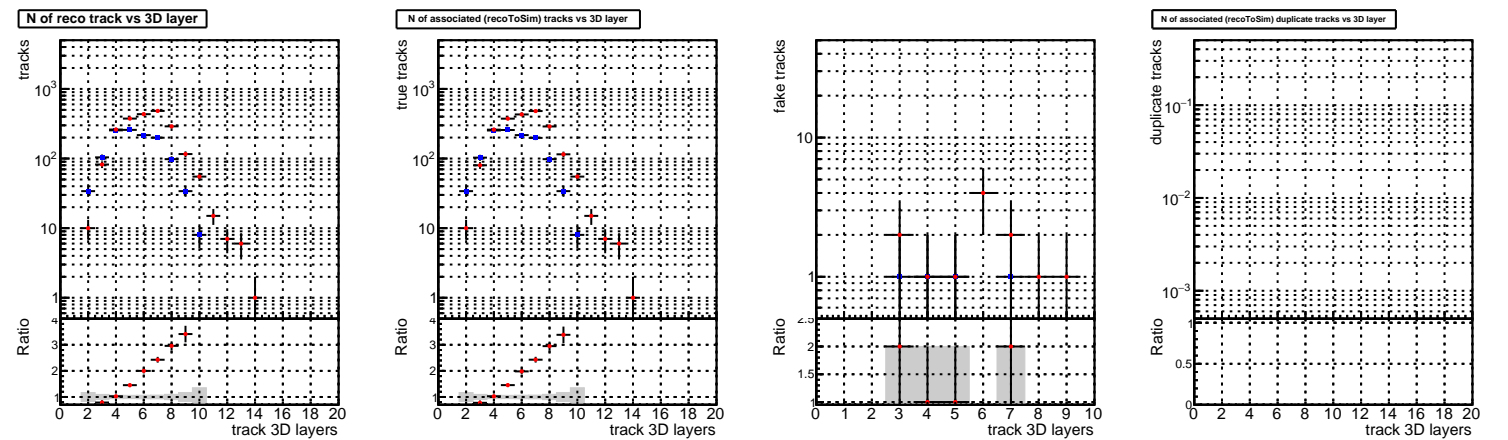 N of reco track vs 3D layer
tracks
10³
10²
10
1
Ratio
4
3
2
1
0 2 4 6 8 10 12 14 16 18 20
track 3D layers
N of associated (recoToSim) tracks vs 3D layer
true tracks
10³
10²
10
1
Ratio
4
3
2
1
0 2 4 6 8 10 12 14 16 18 20
track 3D layers
fake tracks
10
1
Ratio
2.5
2
1.5
1
0 1 2 3 4 5 6 7 8 9 10
track 3D layers
N of associated (recoToSim) duplicate tracks vs 3D layer
duplicate tracks
10⁻¹
10⁻²
10⁻³
Ratio
1
0.5
0
0 2 4 6 8 10 12 14 16 18 20
track 3D layers